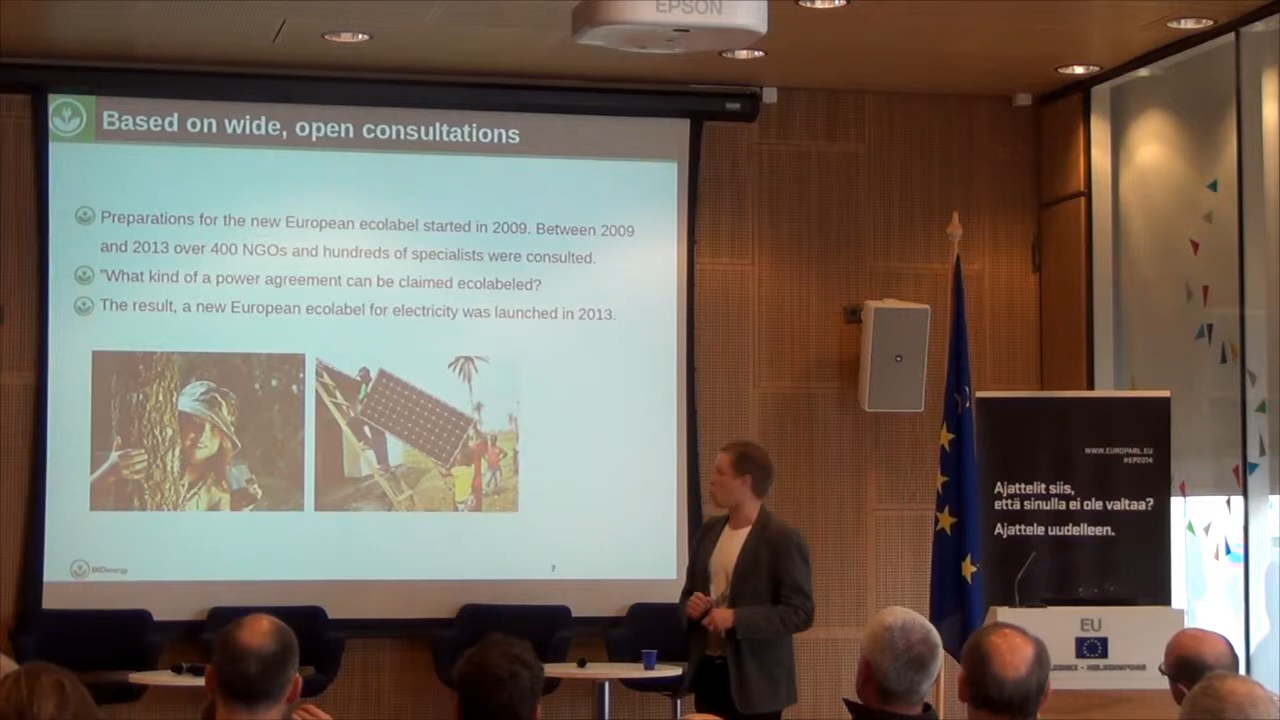 EPSON
Based on wide, open consultations
Preparations for the new European ecolabel started in 2009. Between 2009
and 2013 over 400 NGOs and hundreds of specialists were consulted.
"What kind of a power agreement can be claimed ecolabeled?
The result, a new European ecolabel for electricity was launched in 2013.
EKOenergy
7
WWW.EUROPARL.EU
#EP2014
Ajattelit siis,
että sinulla ei ole valtaa?
Ajattele uudelleen.
EU
HELSINGFORS